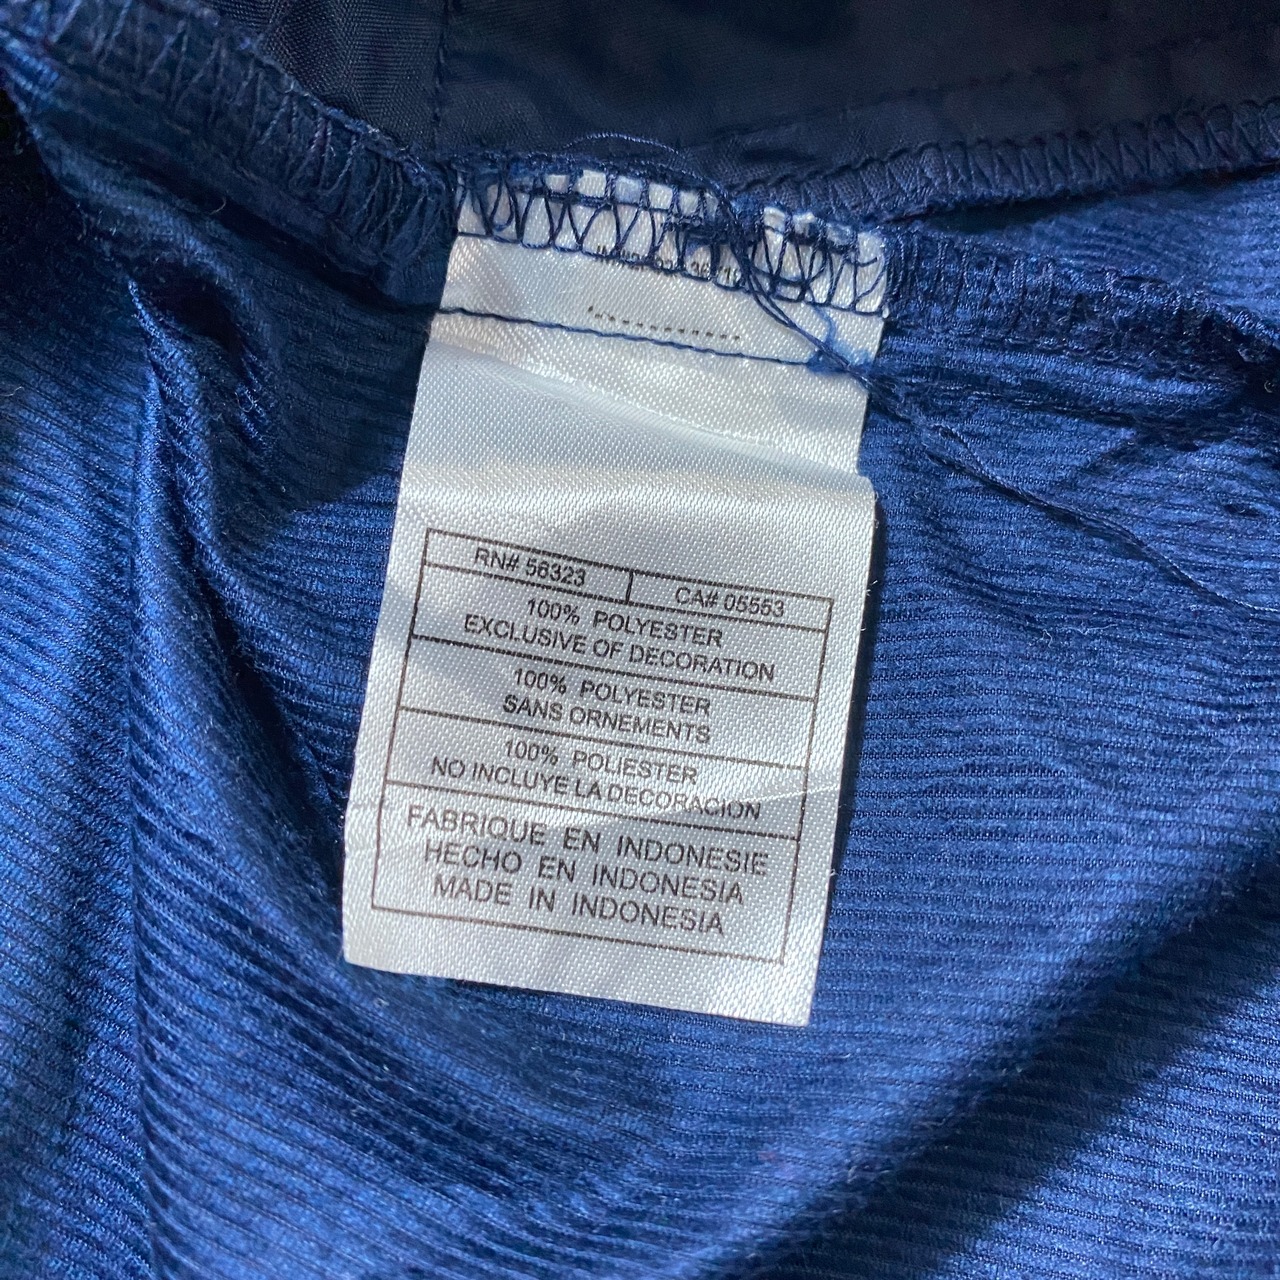 RN# 56323
CA# 05553
100% POLYESTER
EXCLUSIVE OF DECORATION
100% POLYESTER
SANS ORNEMENTS
100% POLIESTER
NO INCLUYE LA DECORACION
FABRIQUE EN INDONESIE
HECHO EN INDONESIA
MADE IN INDONESIA